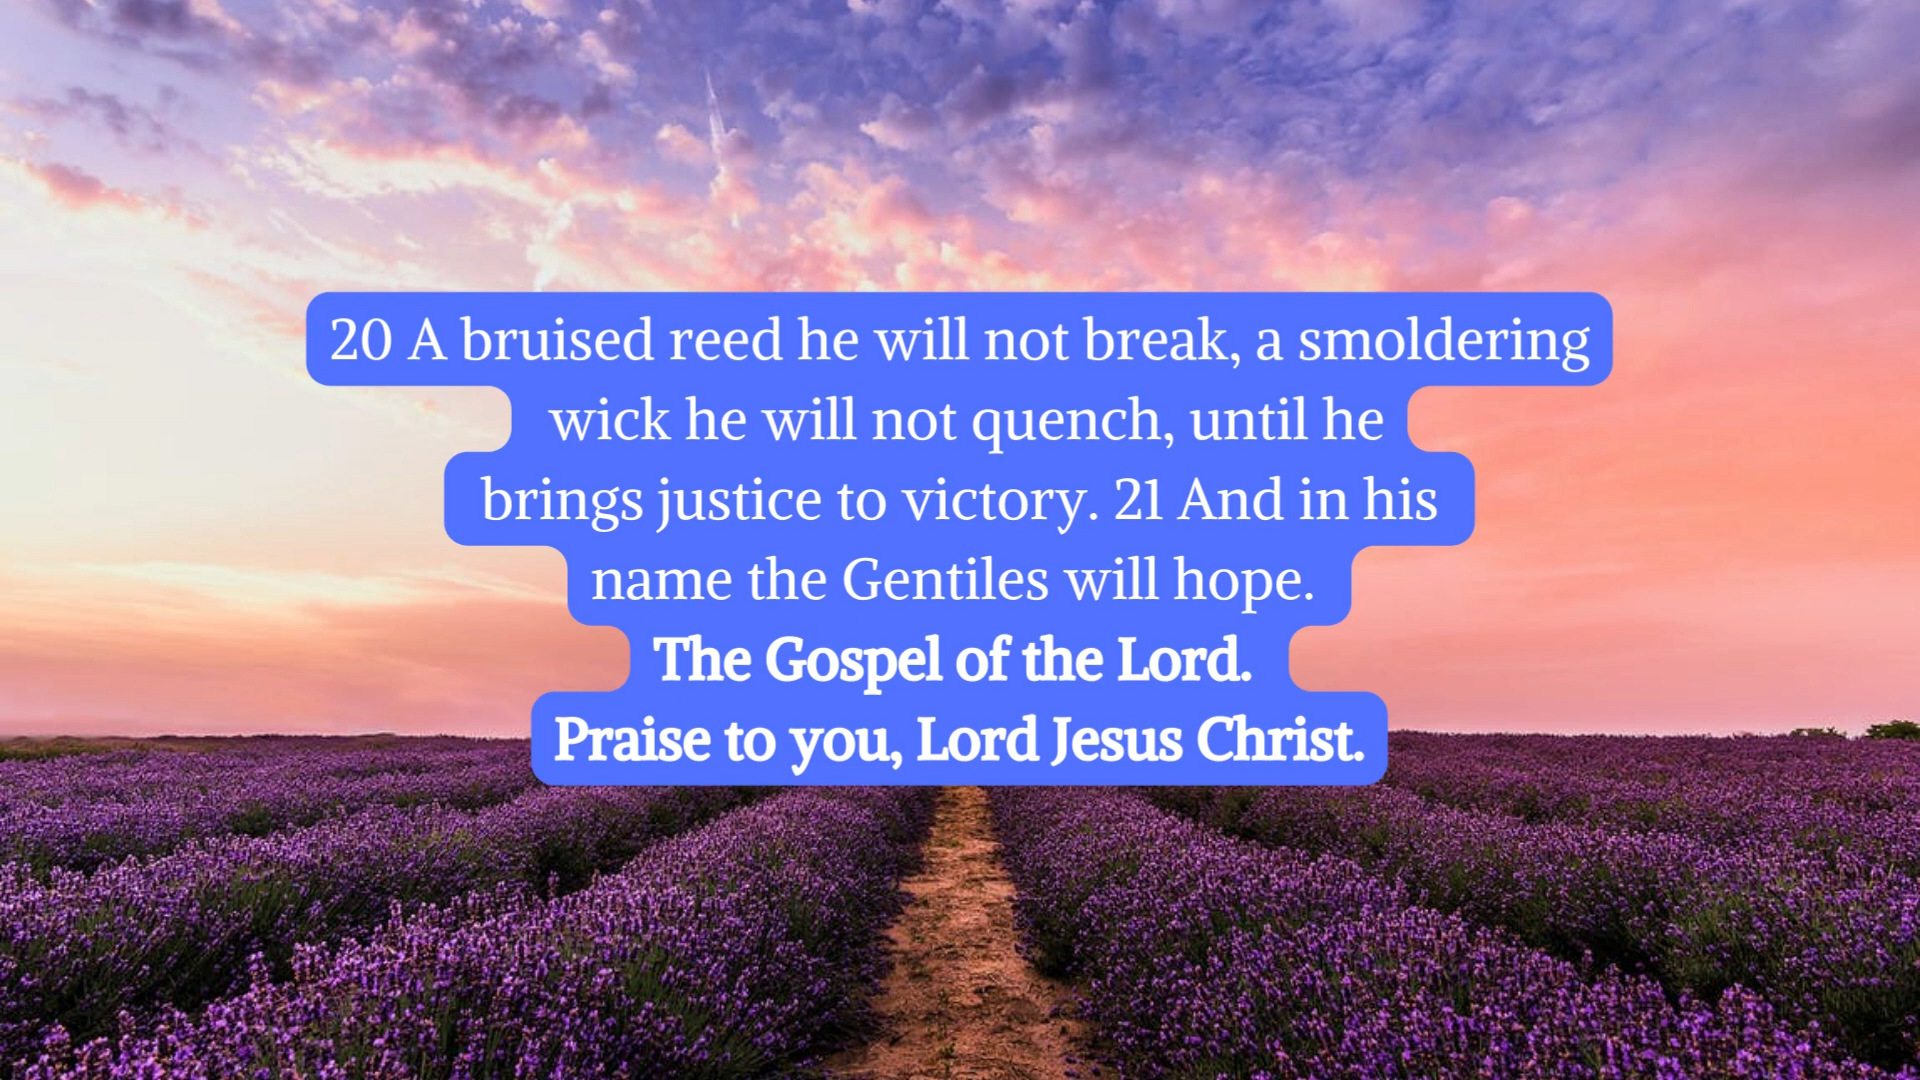 20 A bruised reed he will not break, a smoldering
wick he will not quench, until he
brings justice to victory. 21 And in his
name the Gentiles will hope.
The Gospel of the Lord.
Praise to you, Lord Jesus Christ.